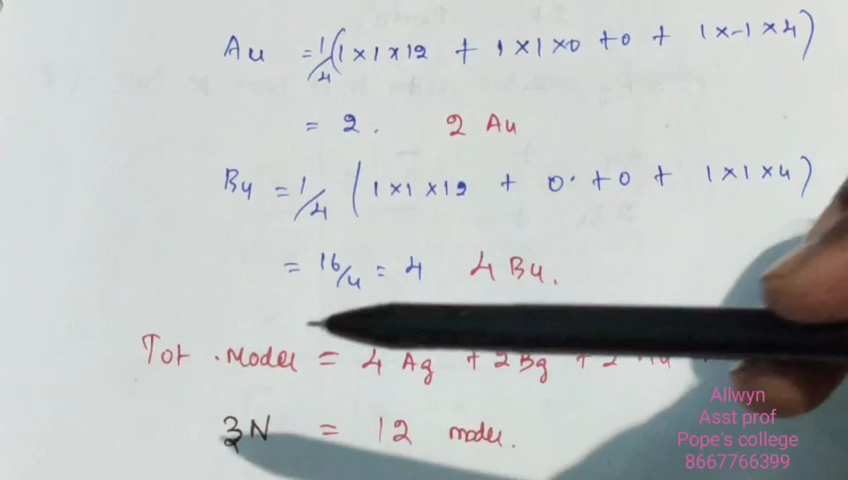 Au = 1/4 (1 × 1 × 12 + 1 × 1 × 0 + 0 + 1 × -1 × 4)
= 2. 2 Au
Bu = 1/4 (1 × 1 × 12 + 0 + 0 + 1 × 1 × 4)
= 16/4 = 4 4 Bu.
Tot. Modes = 4 Ag + 2 Bg + 2
3N = 12 modes.
Allwyn
Asst prof
Pope's college
8667766399